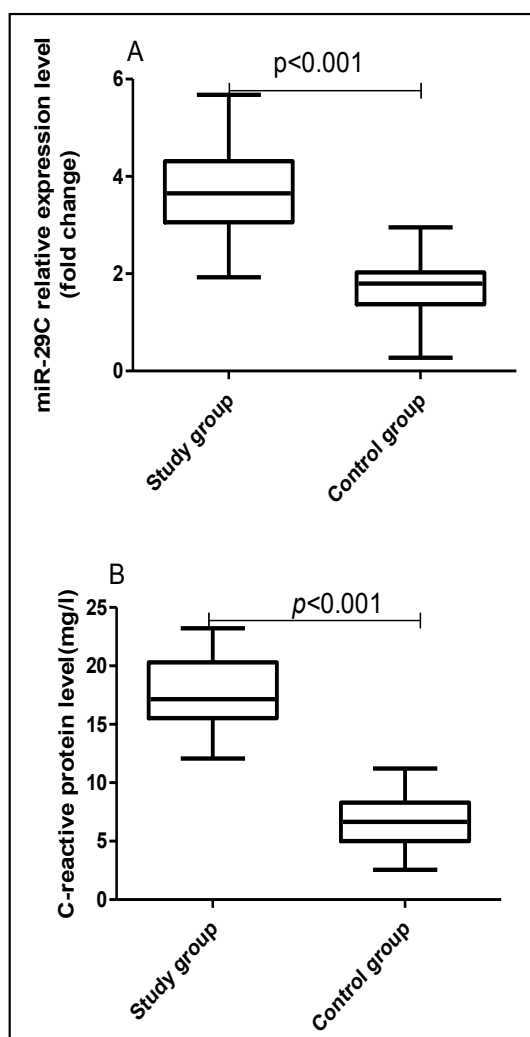 A
p<0.001
miR-29C relative expression level
(fold change)
6
4
2
0
Study group
Control group
B
p<0.001
C-reactive protein level(mg/l)
25
20
15
10
5
0
Study group
Control group